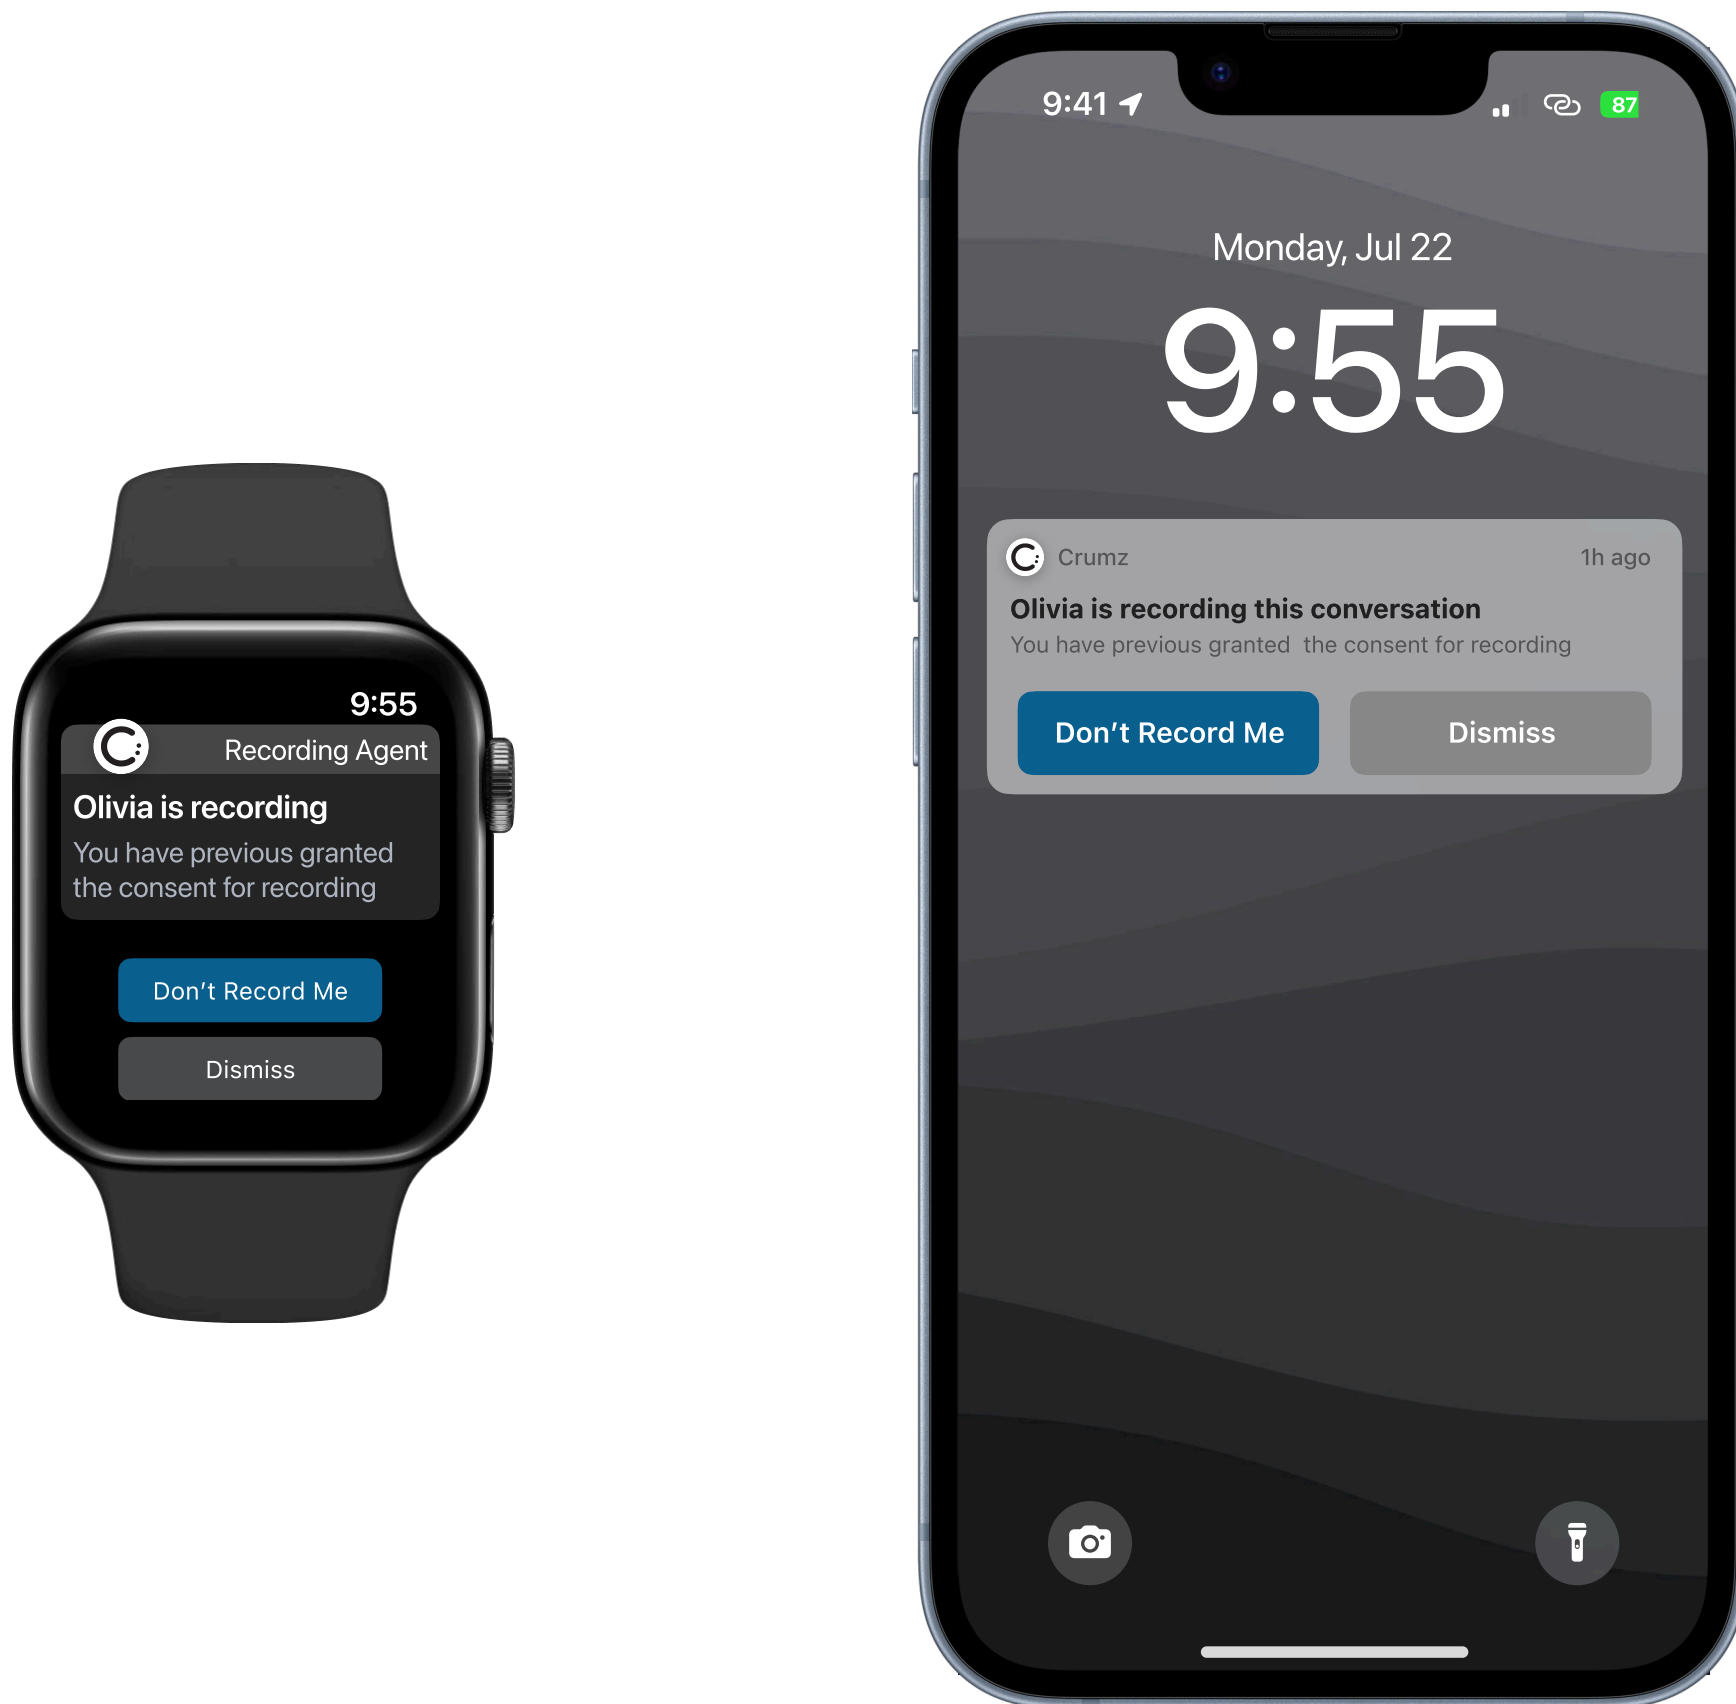 9:55
Recording Agent
Olivia is recording
You have previous granted
the consent for recording
Don't Record Me
Dismiss
9:41
87
Monday, Jul 22
9:55
Crumz
1h ago
Olivia is recording this conversation
You have previous granted  the consent for recording
Don't Record Me
Dismiss